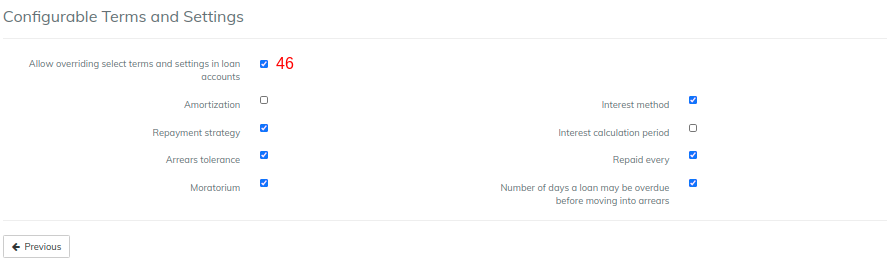 Configurable Terms and Settings
Allow overriding select terms and settings in loan
accounts
46
Amortization
Interest method
Repayment strategy
Interest calculation period
Arrears tolerance
Repaid every
Moratorium
Number of days a loan may be overdue
before moving into arrears
Previous